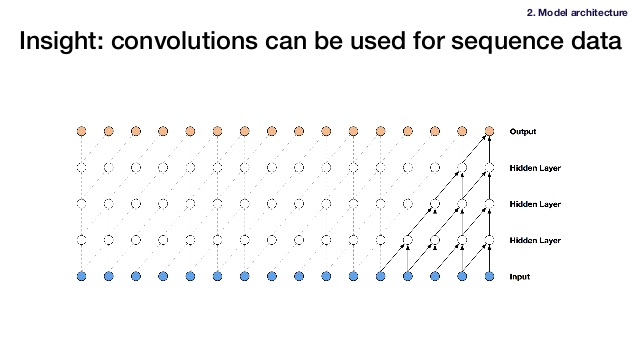 2. Model architecture
Insight: convolutions can be used for sequence data
Output
Hidden Layer
Hidden Layer
Hidden Layer
Input